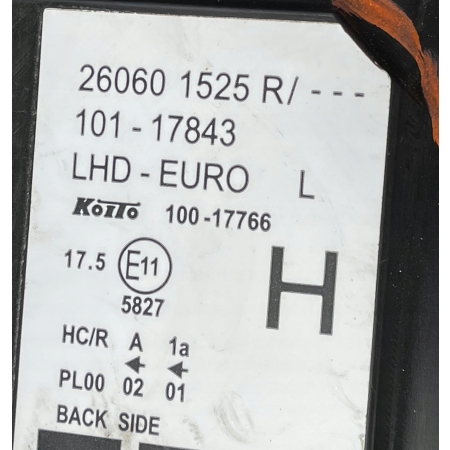 26060 1525 R/ - - -
101 - 17843
LHD - EURO L
KOITO 100 -17766
17.5 E11
5827
H
HC/R A 1a
PL00 02 01
BACK SIDE